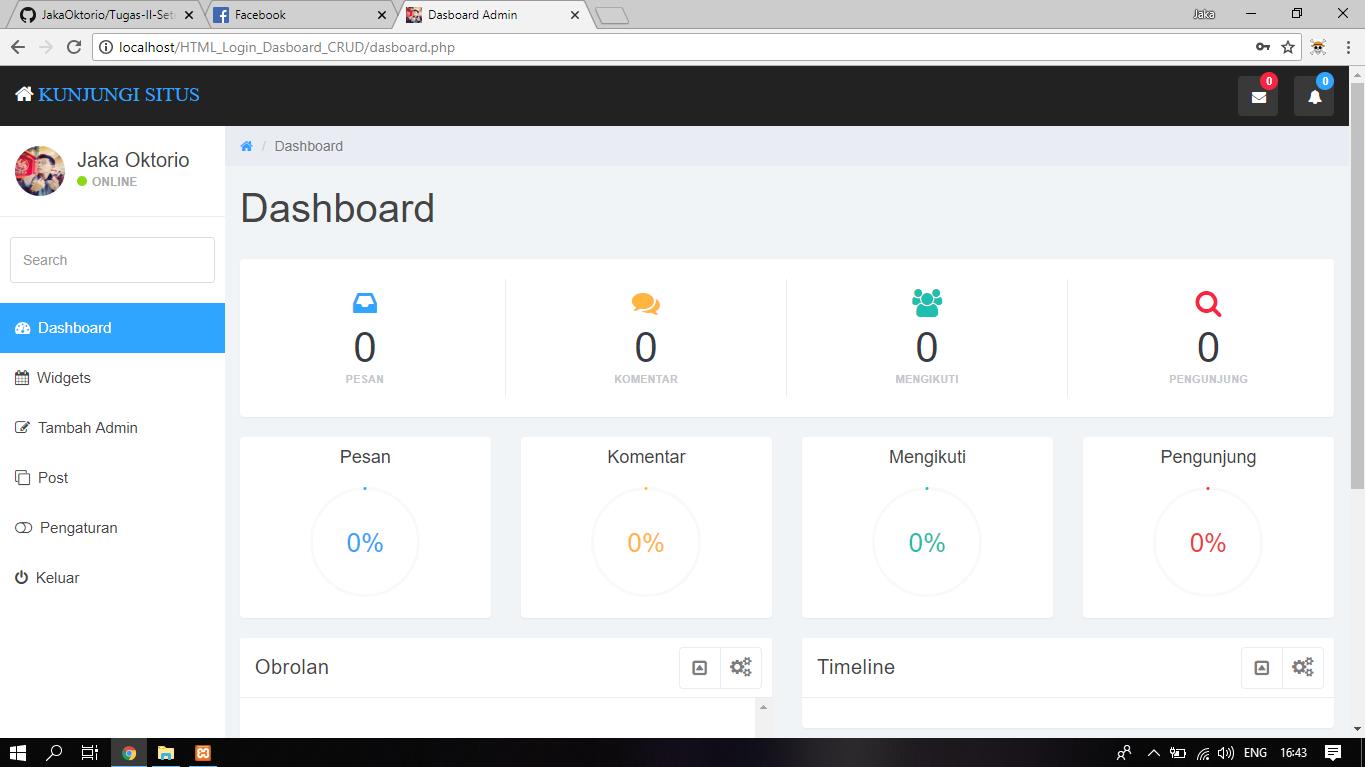 JakaOktorio/Tugas-II-Set
Facebook
Dasboard Admin
Jaka
localhost/HTML_Login_Dasboard_CRUD/dasboard.php
KUNJUNGI SITUS
0
0
Jaka Oktorio
ONLINE
Search
Dashboard
Widgets
Tambah Admin
Post
Pengaturan
Keluar
/ Dashboard
Dashboard
0
PESAN
0
KOMENTAR
0
MENGIKUTI
0
PENGUNJUNG
Pesan
0%
Komentar
0%
Mengikuti
0%
Pengunjung
0%
Obrolan
Timeline
ENG
16:43